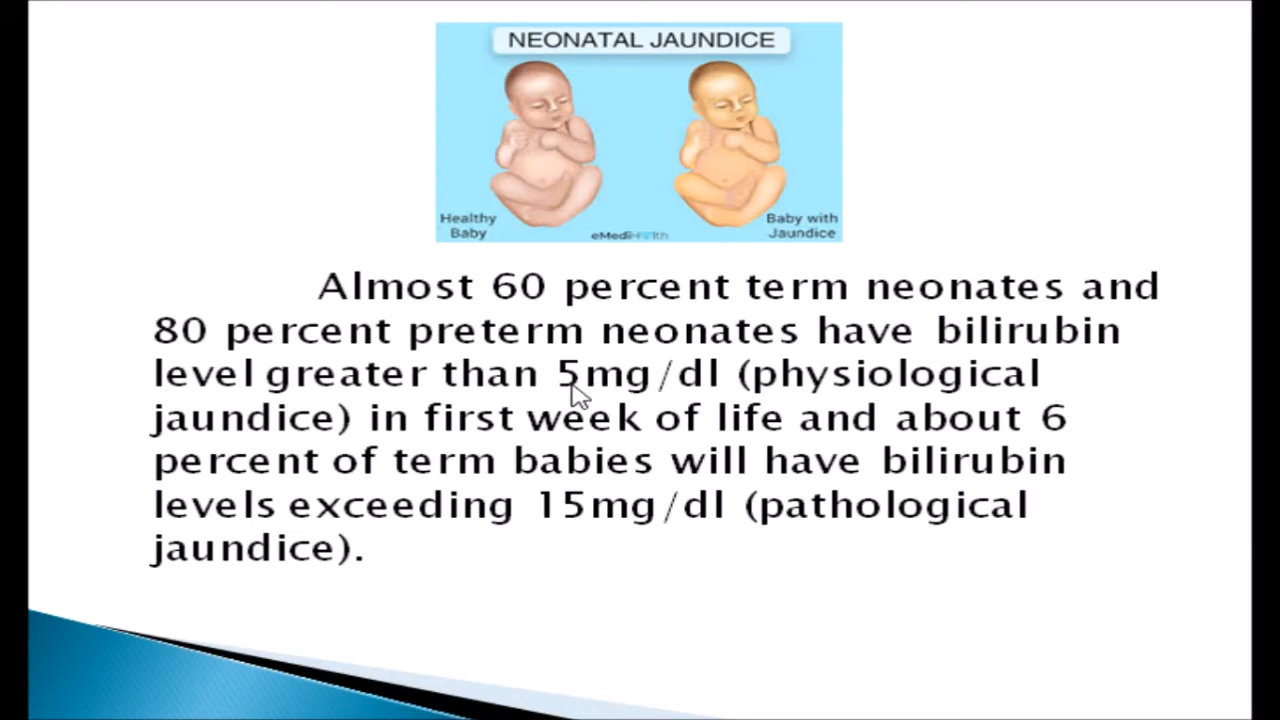 NEONATAL JAUNDICE
Healthy
Baby
Baby with
Jaundice
eMediHealth
Almost 60 percent term neonates and
80 percent preterm neonates have bilirubin
level greater than 5mg/dl (physiological
jaundice) in first week of life and about 6
percent of term babies will have bilirubin
levels exceeding 15mg/dl (pathological
jaundice).